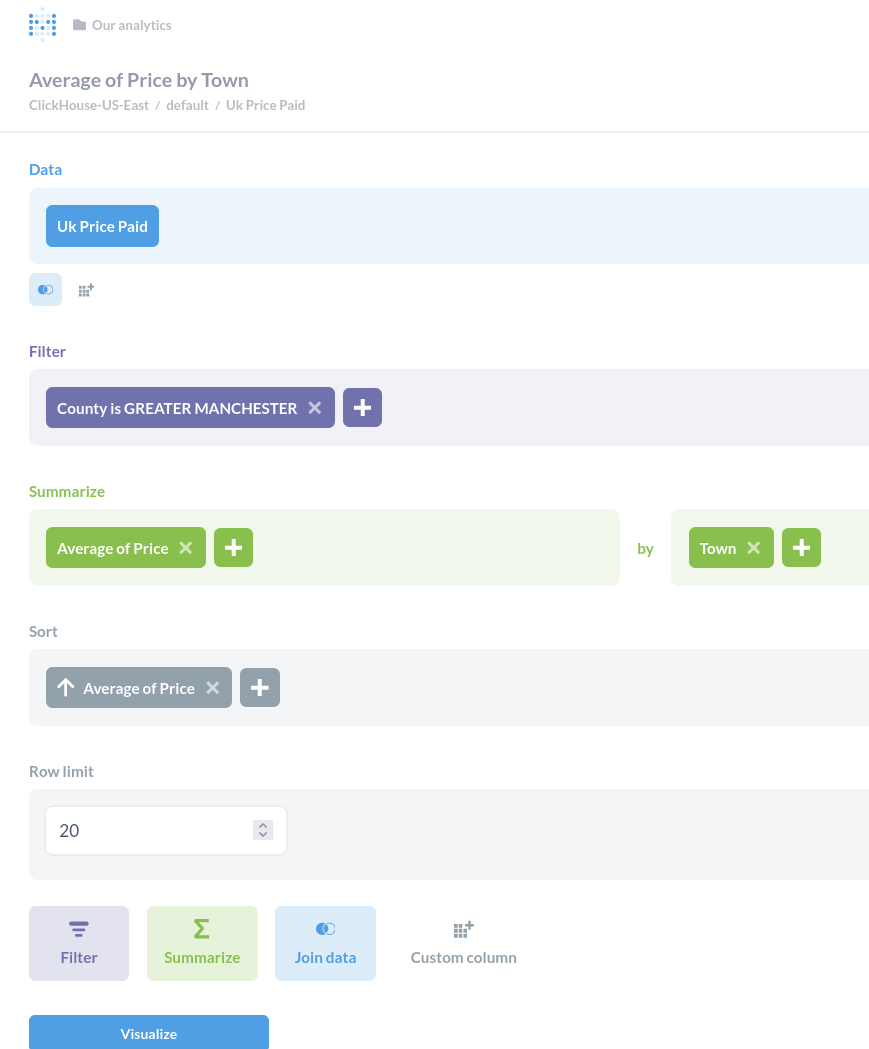 Our analytics
Average of Price by Town
ClickHouse-US-East / default / Uk Price Paid
Data
Uk Price Paid
Filter
County is GREATER MANCHESTER
Summarize
Average of Price by Town
Sort
Average of Price
Row limit
20
Filter Summarize Join data Custom column
Visualize